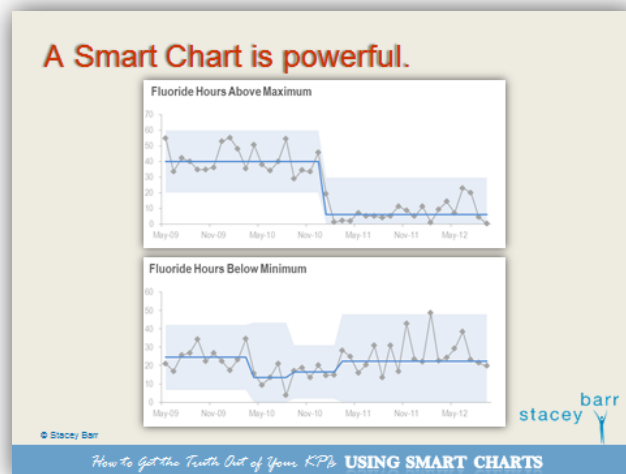 A Smart Chart is powerful.
Fluoride Hours Above Maximum
70
60
50
40
30
20
10
0
May-09 Nov-09 May-10 Nov-10 May-11 Nov-11 May-12
Fluoride Hours Below Minimum
60
50
40
30
20
10
0
May-09 Nov-09 May-10 Nov-10 May-11 Nov-11 May-12
barr
stacey
© Stacey Barr
How to Get the Truth Out of Your KPIs USING SMART CHARTS